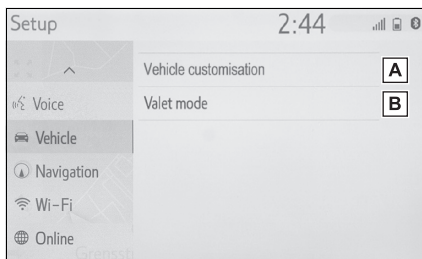 Setup 2:44
Vehicle customisation A
Voice
Valet mode B
Vehicle
Navigation
Wi-Fi
Online